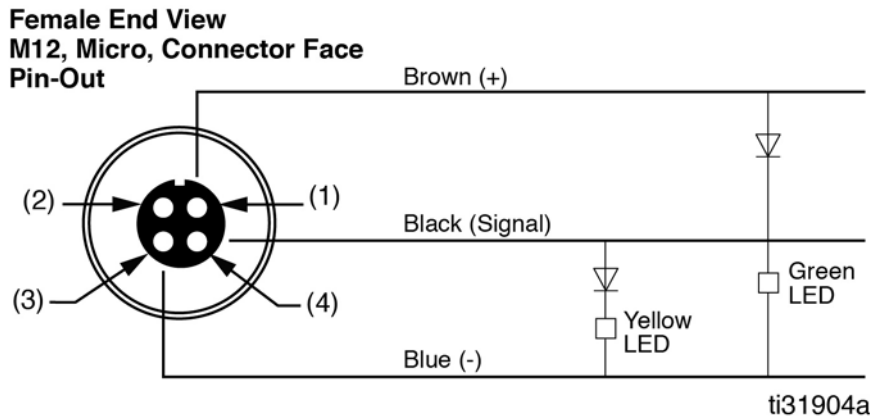 Female End View
M12, Micro, Connector Face
Pin-Out
Brown (+)
(2)
(1)
Black (Signal)
(3)
(4)
Green
LED
Yellow
LED
Blue (-)
ti31904a